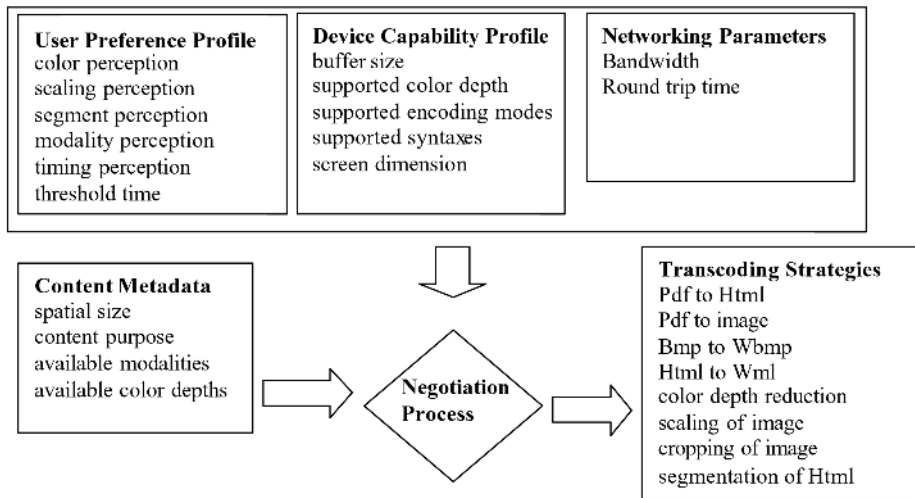 User Preference Profile
color perception
scaling perception
segment perception
modality perception
timing perception
threshold time
Device Capability Profile
buffer size
supported color depth
supported encoding modes
supported syntaxes
screen dimension
Networking Parameters
Bandwidth
Round trip time
Content Metadata
spatial size
content purpose
available modalities
available color depths
Negotiation
Process
Transcoding Strategies
Pdf to Html
Pdf to image
Bmp to Wbmp
Html to Wml
color depth reduction
scaling of image
cropping of image
segmentation of Html